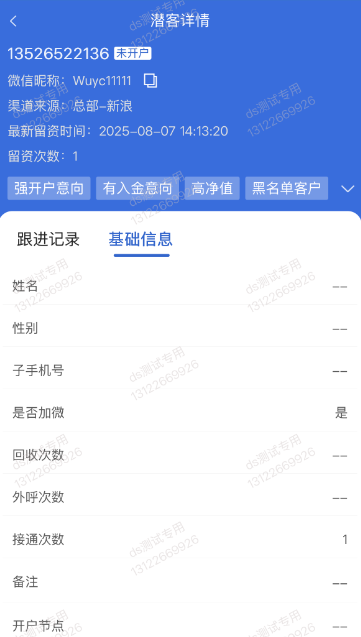 潜客详情
13526522136 未开户
微信昵称：Wuyc11111
渠道来源：总部-新浪
最新留资时间：2025-08-07 14:13:20
留资次数：1
强开户意向 有入金意向 高净值 黑名单客户
跟进记录 基础信息
姓名 --
性别 --
子手机号 --
是否加微 是
回收次数 --
外呼次数 --
接通次数 1
备注 --
开户节点 --
ds测试专用
13122669926